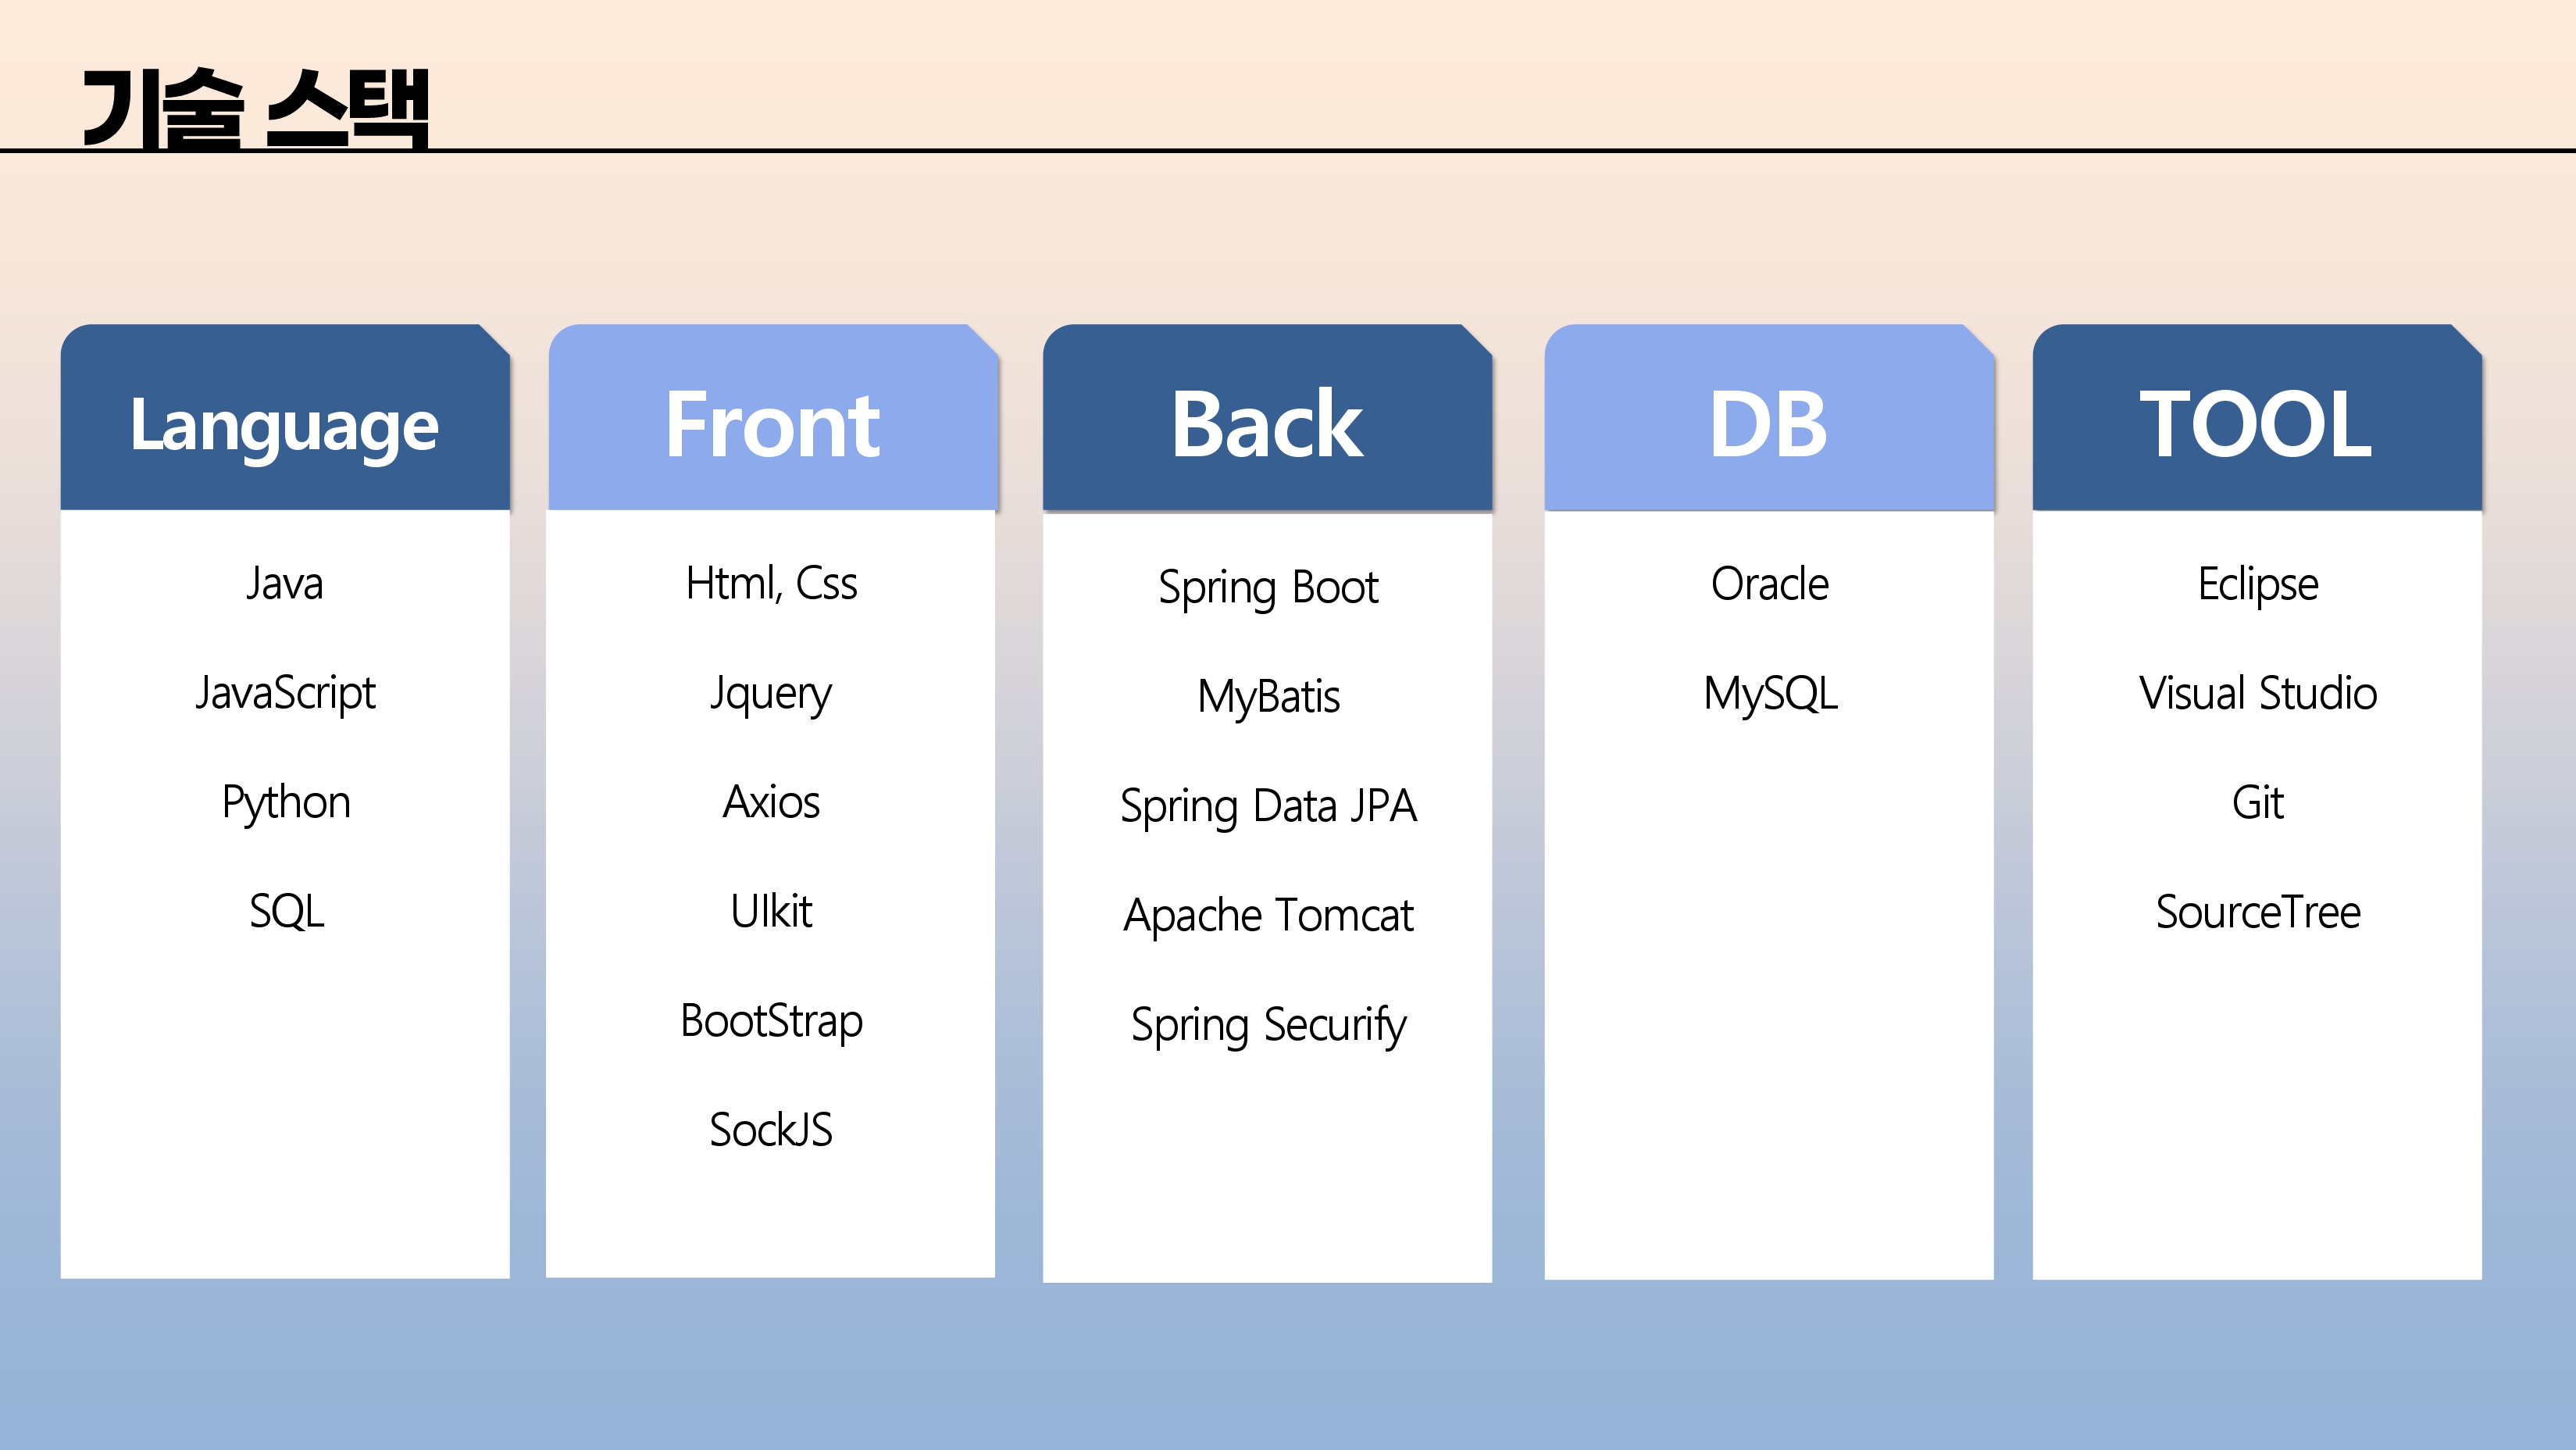 기술 스택
Language
Java
JavaScript
Python
SQL
Front
Html, Css
Jquery
Axios
UIkit
BootStrap
SockJS
Back
Spring Boot
MyBatis
Spring Data JPA
Apache Tomcat
Spring Securify
DB
Oracle
MySQL
TOOL
Eclipse
Visual Studio
Git
SourceTree